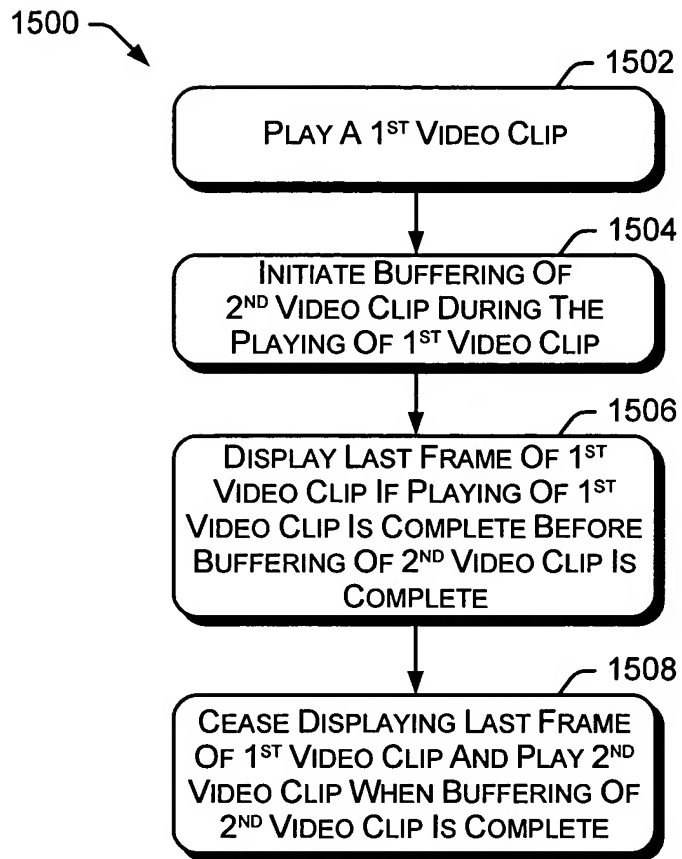 1500
1502
PLAY A 1ST VIDEO CLIP
1504
INITIATE BUFFERING OF
2ND VIDEO CLIP DURING THE
PLAYING OF 1ST VIDEO CLIP
1506
DISPLAY LAST FRAME OF 1ST
VIDEO CLIP IF PLAYING OF 1ST
VIDEO CLIP IS COMPLETE BEFORE
BUFFERING OF 2ND VIDEO CLIP IS
COMPLETE
1508
CEASE DISPLAYING LAST FRAME
OF 1ST VIDEO CLIP AND PLAY 2ND
VIDEO CLIP WHEN BUFFERING OF
2ND VIDEO CLIP IS COMPLETE